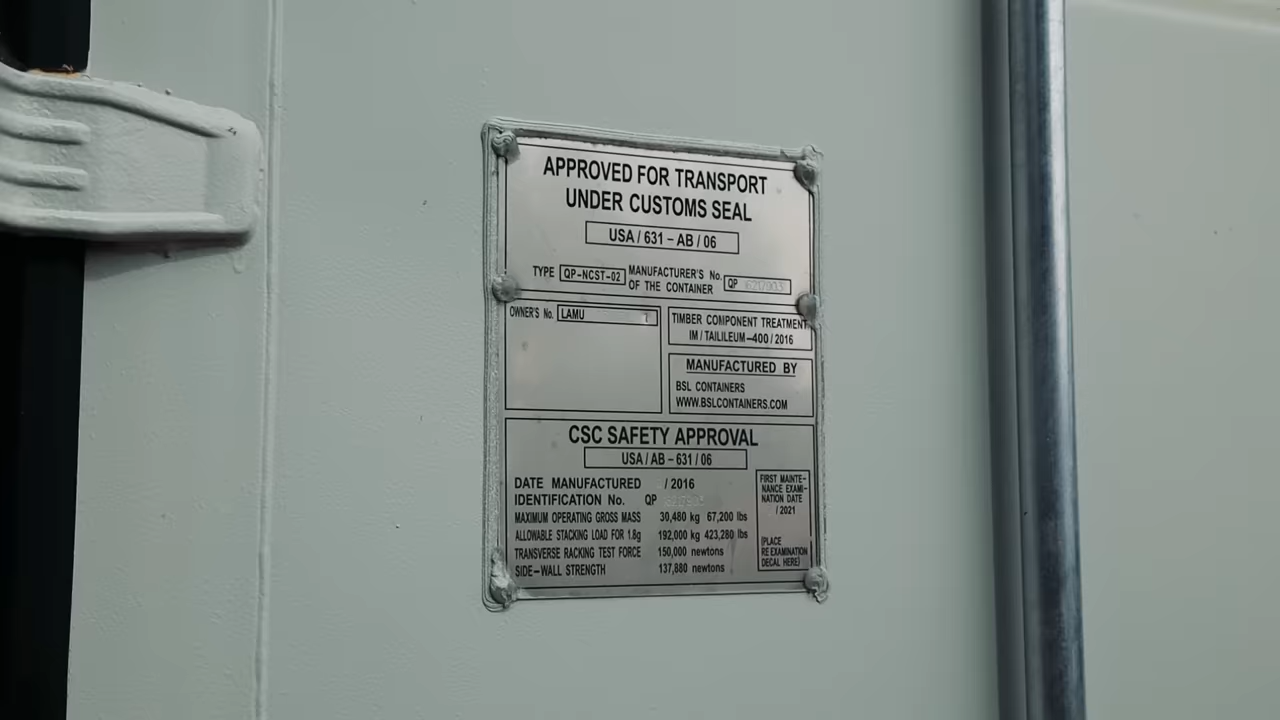 APPROVED FOR TRANSPORT
UNDER CUSTOMS SEAL
USA / 631 – AB / 06
TYPE QP–NCST–02 MANUFACTURER'S No. OF THE CONTAINER QP
OWNER'S No. LAMU
TIMBER COMPONENT TREATMENT
IM / TAILILEUM–400 / 2016
MANUFACTURED BY
BSL CONTAINERS
WWW.BSLCONTAINERS.COM
CSC SAFETY APPROVAL
USA / AB – 631 / 06
DATE MANUFACTURED / 2016
IDENTIFICATION No. QP
MAXIMUM OPERATING GROSS MASS 30,480 kg 67,200 lbs
ALLOWABLE STACKING LOAD FOR 1.8g 192,000 kg 423,280 lbs
TRANSVERSE RACKING TEST FORCE 150,000 newtons
SIDE–WALL STRENGTH 137,880 newtons
FIRST MAINTE–
NANCE EXAMI–
NATION DATE
/ 2021
(PLACE
RE EXAMINATION
DECAL HERE)